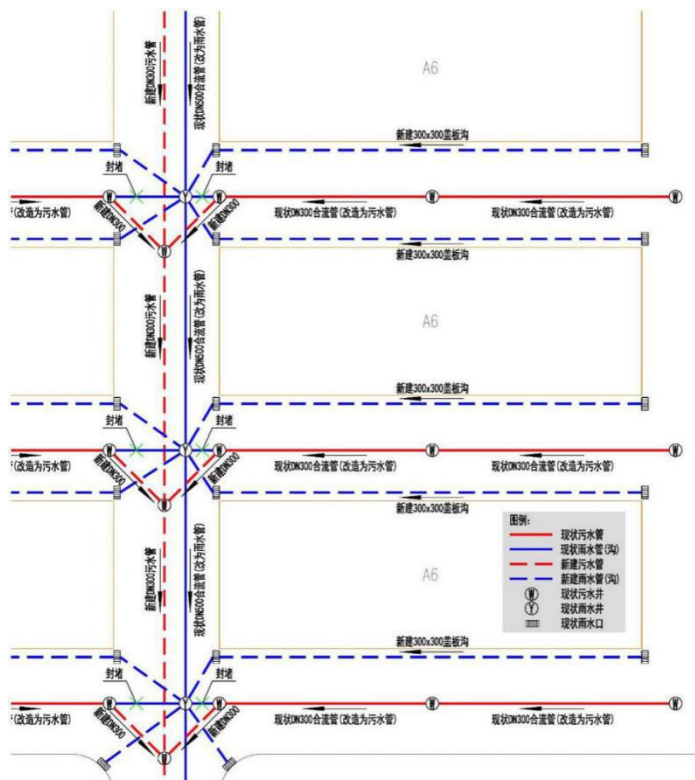 新建DN300污水管
现状DN500合流管(改为雨水管)
A6
新建300x300盖板沟
封堵
封堵
W
Y
W
W
W
管(改造为污水管)
新建DN300
新建DN300
现状DN300合流管(改造为污水管)
现状DN300合流管(改造为污水管)
W
新建300x300盖板沟
新建DN300污水管
现状DN500合流管(改为雨水管)
A6
新建300x300盖板沟
封堵
封堵
W
Y
W
W
W
管(改造为污水管)
新建DN300
新建DN300
现状DN300合流管(改造为污水管)
现状DN300合流管(改造为污水管)
W
新建300x300盖板沟
新建DN300污水管
现状DN500合流管(改为雨水管)
A6
图例:
现状污水管
现状雨水管(沟)
新建污水管
新建雨水管(沟)
W 现状污水井
Y 现状雨水井
现状雨水口
新建300x300盖板沟
封堵
封堵
W
Y
W
W
W
管(改造为污水管)
新建DN300
新建DN300
现状DN300合流管(改造为污水管)
现状DN300合流管(改造为污水管)
W